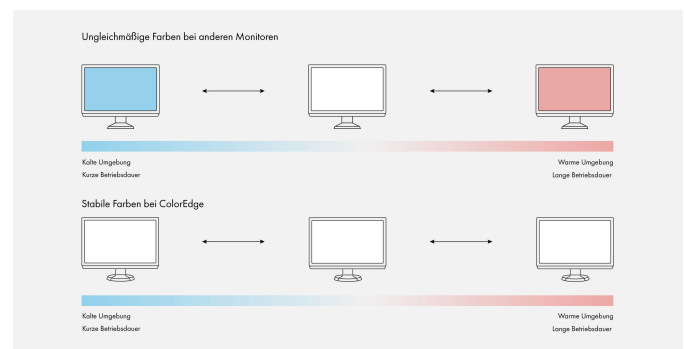 Ungleichmäßige Farben bei anderen Monitoren
Kalte Umgebung
Kurze Betriebsdauer
Warme Umgebung
Lange Betriebsdauer
Stabile Farben bei ColorEdge
Kalte Umgebung
Kurze Betriebsdauer
Warme Umgebung
Lange Betriebsdauer